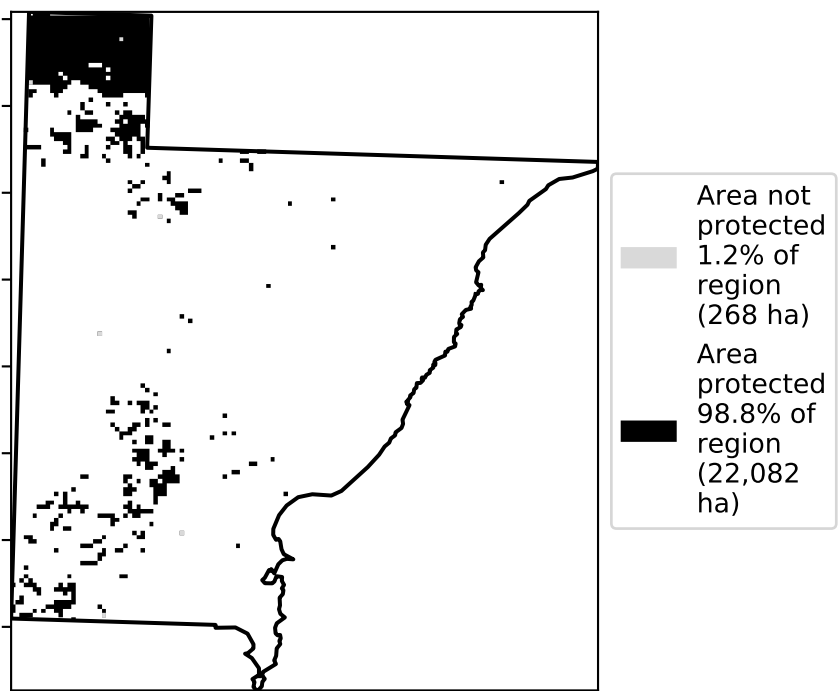 Area not
protected
1.2% of
region
(268 ha)
Area
protected
98.8% of
region
(22,082
ha)